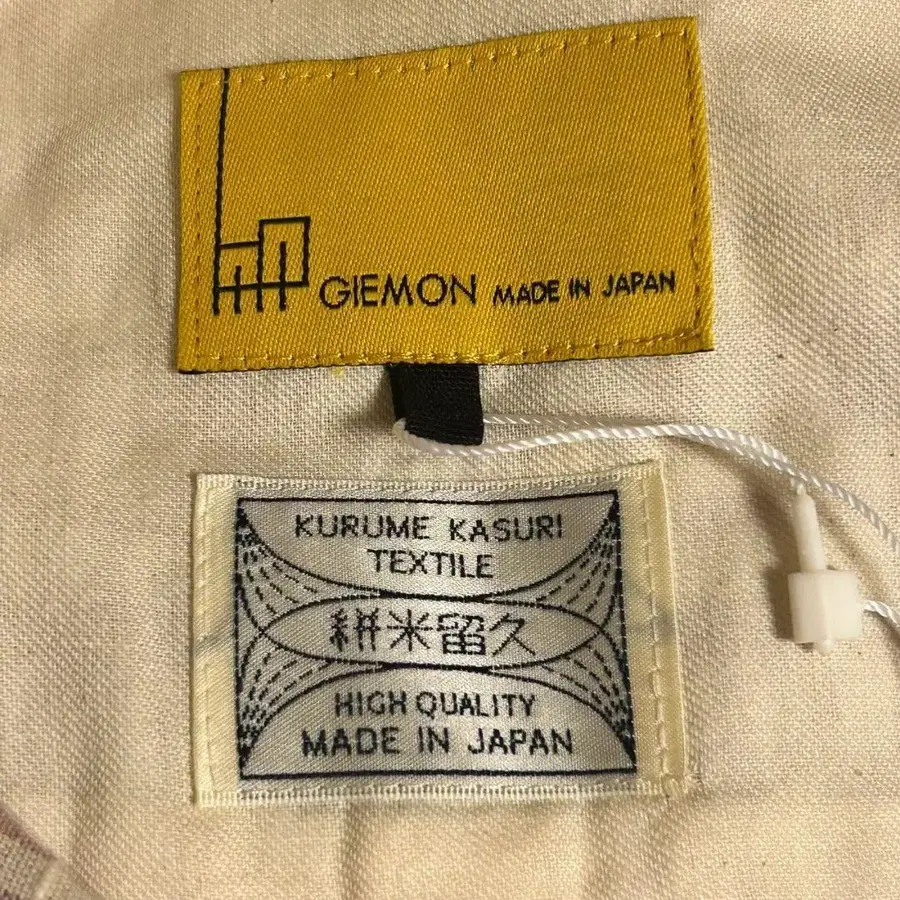 GIEMON MADE IN JAPAN
KURUME KASURI
TEXTILE
絣米留久
HIGH QUALITY
MADE IN JAPAN